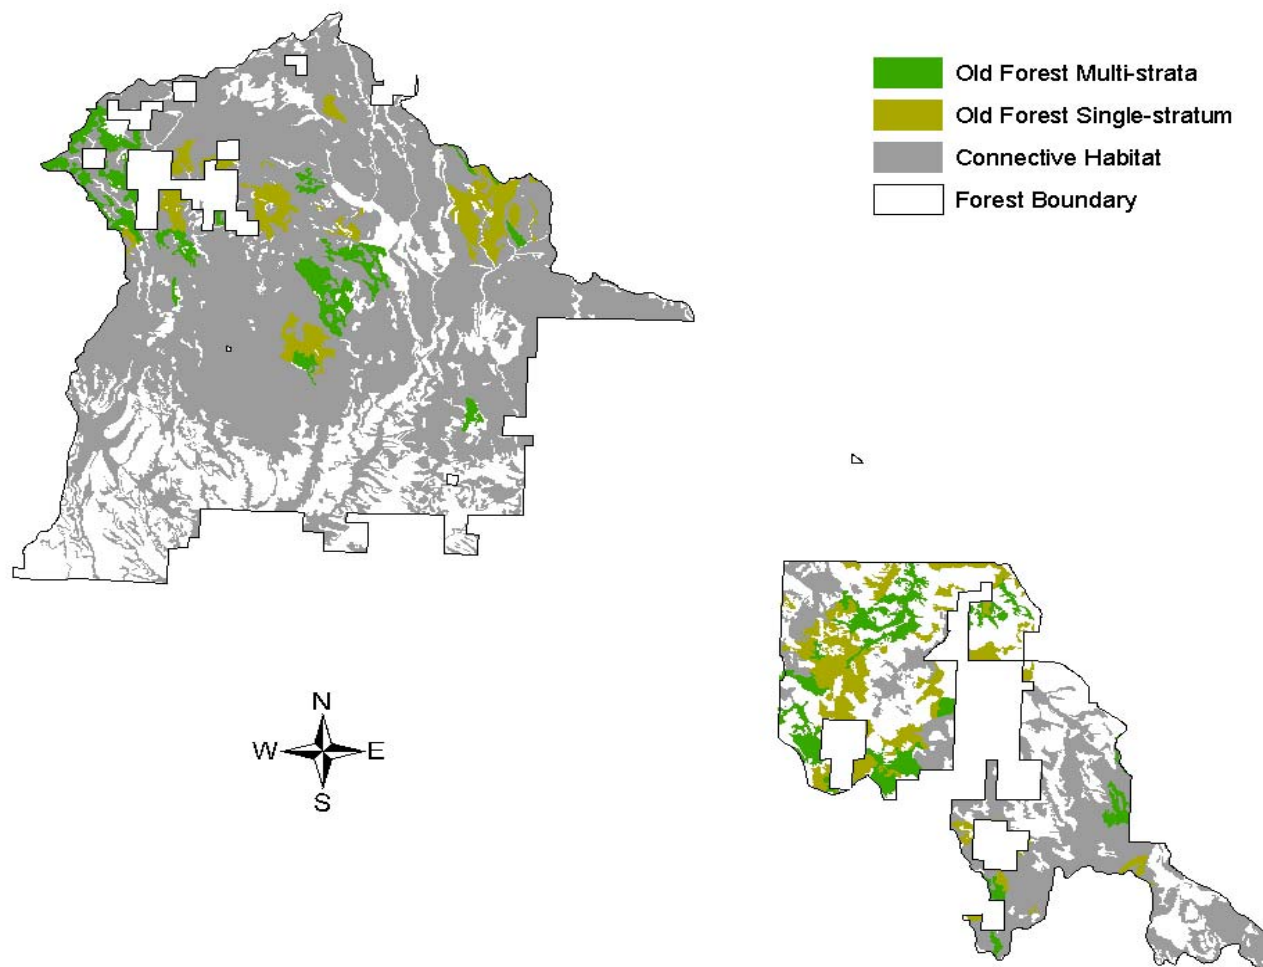 Old Forest Multi-strata
Old Forest Single-stratum
Connective Habitat
Forest Boundary
N
W E
S